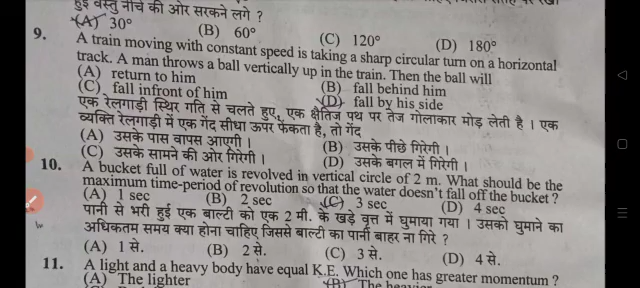 हुई वस्तु नीचे की ओर सरकने लगे ?
(A) 30° (B) 60° (C) 120° (D) 180°
9. A train moving with constant speed is taking a sharp circular turn on a horizontal
track. A man throws a ball vertically up in the train. Then the ball will
(A) return to him (B) fall behind him
(C) fall infront of him (D) fall by his side
एक रेलगाड़ी स्थिर गति से चलते हुए, एक क्षैतिज पथ पर तेज गोलाकार मोड़ लेती है । एक
व्यक्ति रेलगाड़ी में एक गेंद सीधा ऊपर फेंकता है, तो गेंद
(A) उसके पास वापस आएगी । (B) उसके पीछे गिरेगी ।
(C) उसके सामने की ओर गिरेगी । (D) उसके बगल में गिरेगी ।
10. A bucket full of water is revolved in vertical circle of 2 m. What should be the
maximum time-period of revolution so that the water doesn't fall off the bucket ?
(A) 1 sec (B) 2 sec (C) 3 sec (D) 4 sec
पानी से भरी हुई एक बाल्टी को एक 2 मी. के खड़े वृत्त में घुमाया गया । उसको घुमाने का
अधिकतम समय क्या होना चाहिए जिससे बाल्टी का पानी बाहर ना गिरे ?
(A) 1 से. (B) 2 से. (C) 3 से. (D) 4 से.
11. A light and a heavy body have equal K.E. Which one has greater momentum ?
(A) The lighter (B) The heavier